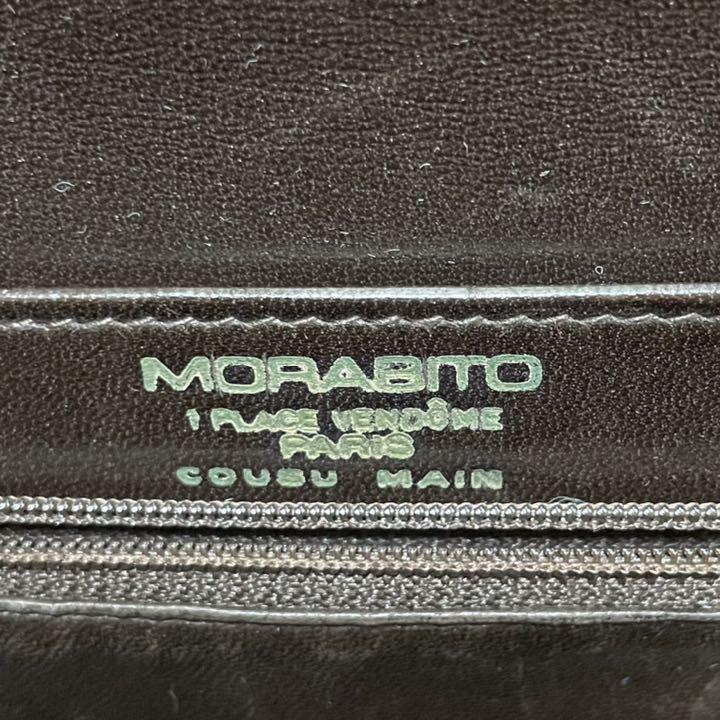 MORABITO
1 PLACE VENDÔME
PARIS
COUSU MAIN